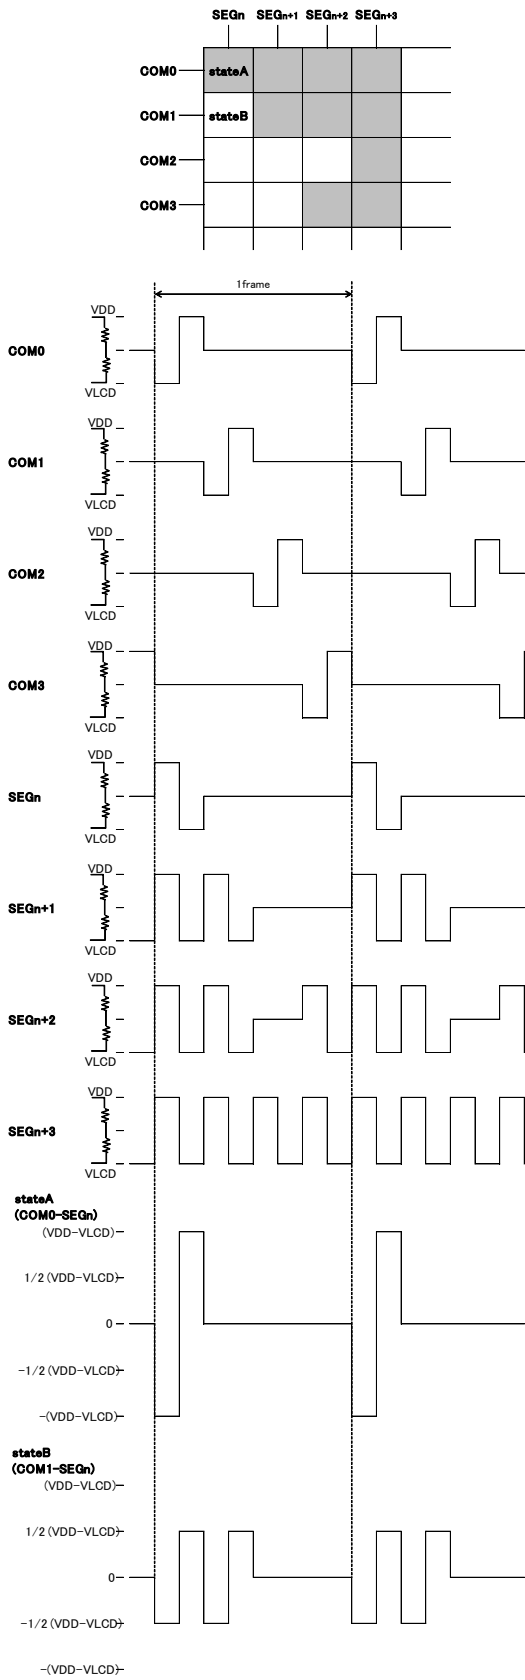 SEGn SEGn+1 SEGn+2 SEGn+3
COM0 stateA
COM1 stateB
COM2
COM3
1frame
VDD
COM0
VLCD
VDD
COM1
VLCD
VDD
COM2
VLCD
VDD
COM3
VLCD
VDD
SEGn
VLCD
VDD
SEGn+1
VLCD
VDD
SEGn+2
VLCD
VDD
SEGn+3
VLCD
stateA
(COM0-SEGn)
(VDD-VLCD)
1/2(VDD-VLCD)
0
-1/2(VDD-VLCD)
-(VDD-VLCD)
stateB
(COM1-SEGn)
(VDD-VLCD)
1/2(VDD-VLCD)
0
-1/2(VDD-VLCD)
-(VDD-VLCD)